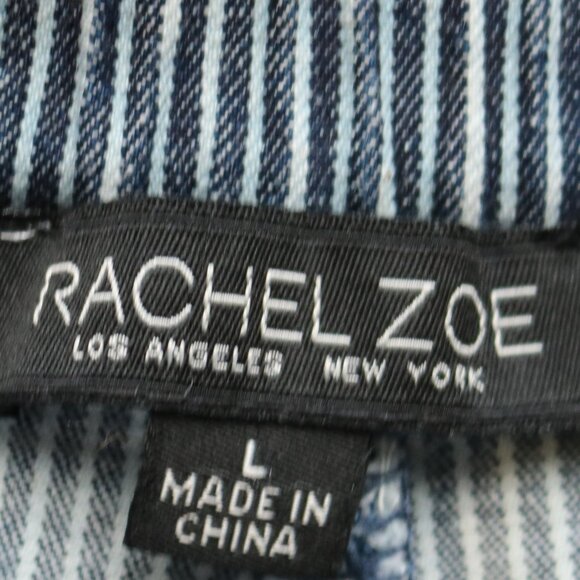 RACHEL ZOE
LOS ANGELES NEW YORK
L
MADE IN
CHINA